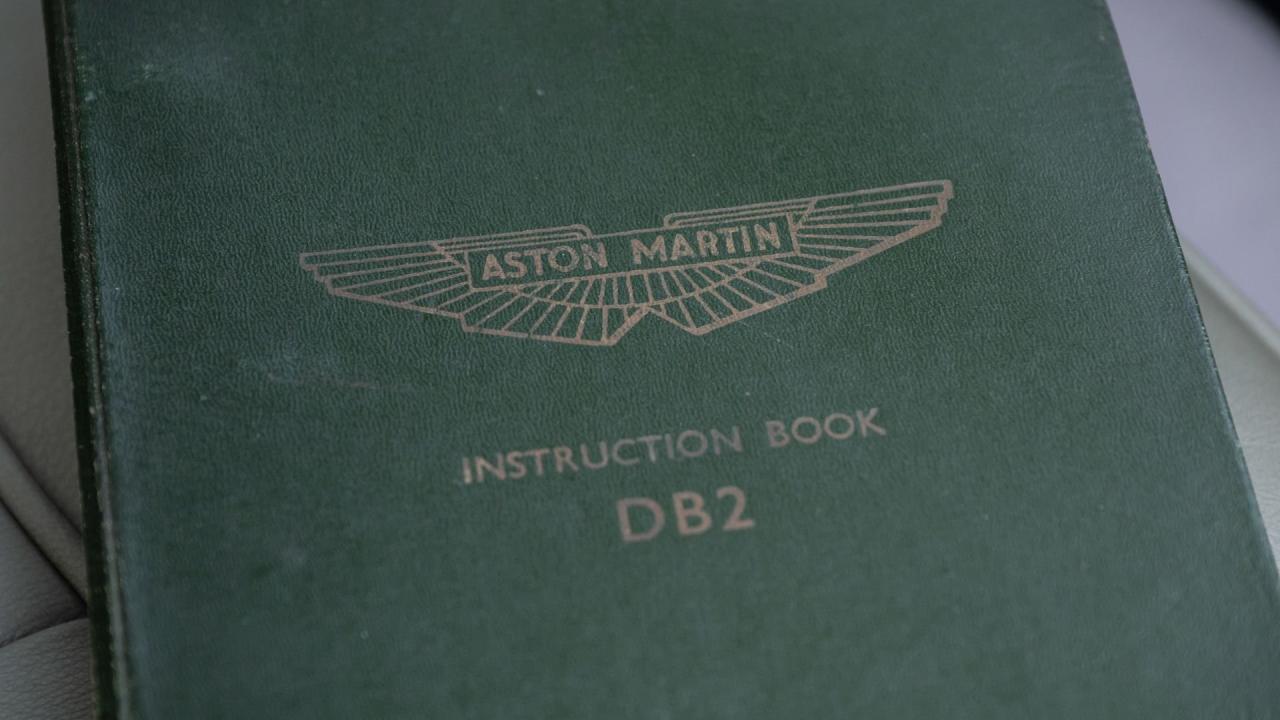 ASTON MARTIN
INSTRUCTION BOOK
DB2